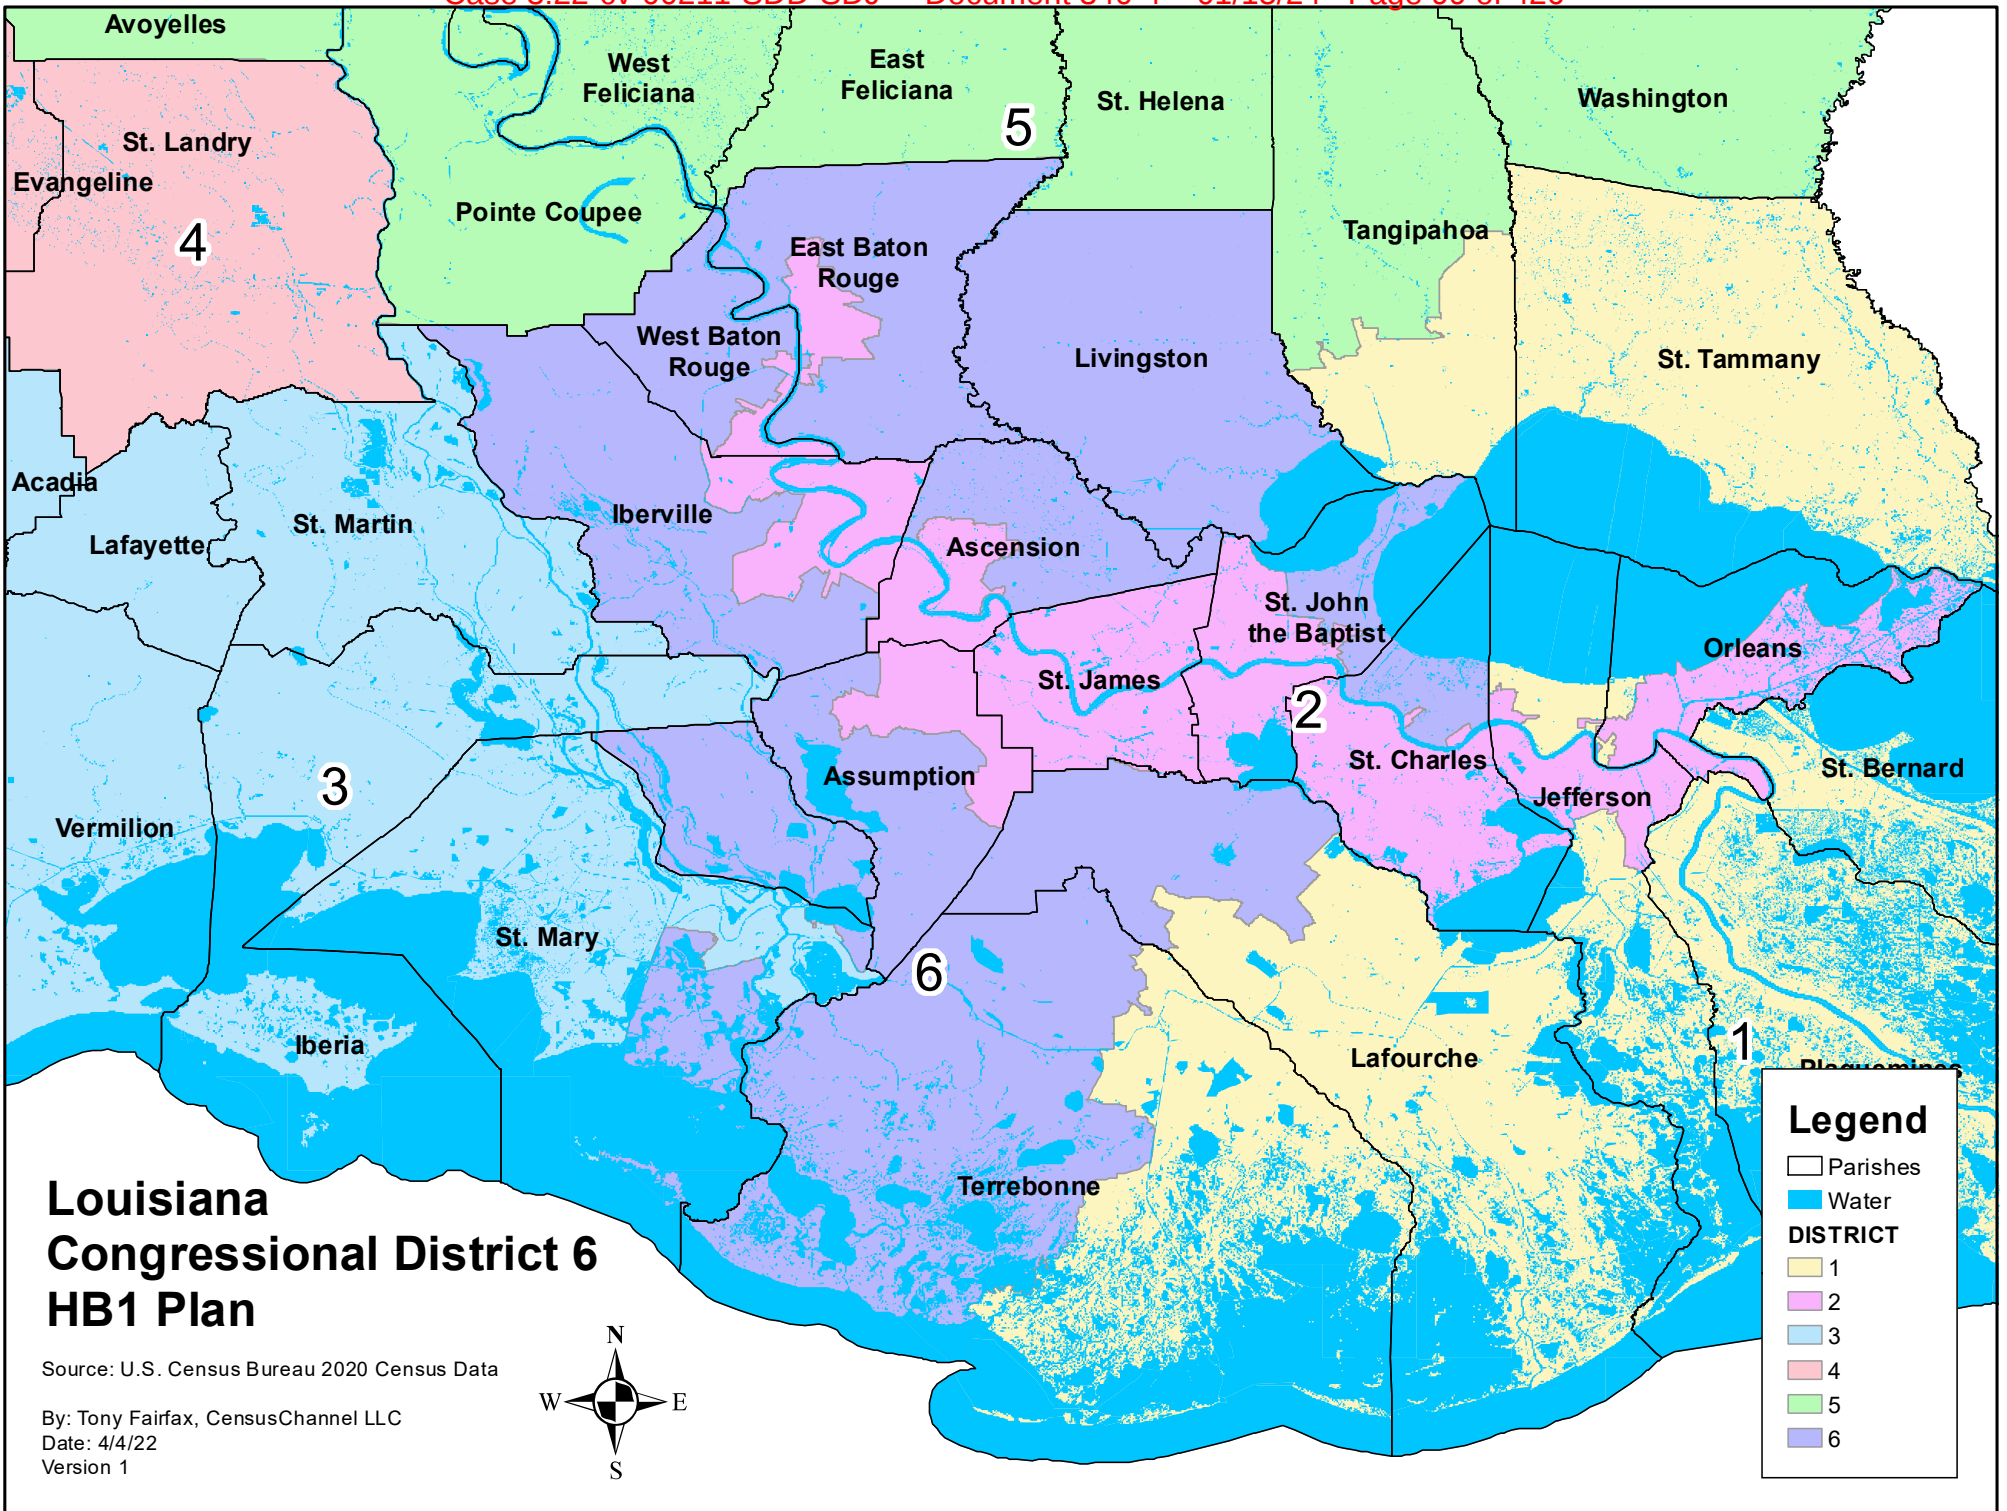 Avoyelles
West
Feliciana
East
Feliciana
St. Helena
Washington
5
St. Landry
Evangeline
4
Pointe Coupee
Tangipahoa
East Baton
Rouge
West Baton
Rouge
Livingston
St. Tammany
Acadia
Lafayette
St. Martin
Iberville
Ascension
St. John
the Baptist
Orleans
St. James
2
St. Charles
St. Bernard
Assumption
Jefferson
3
Vermilion
St. Mary
6
Iberia
Lafourche
1
Plaquemines
Terrebonne
Legend
Parishes
Water
DISTRICT
1
2
3
4
5
6
Louisiana
Congressional District 6
HB1 Plan
Source: U.S. Census Bureau 2020 Census Data
By: Tony Fairfax, CensusChannel LLC
Date: 4/4/22
Version 1
N
W E
S